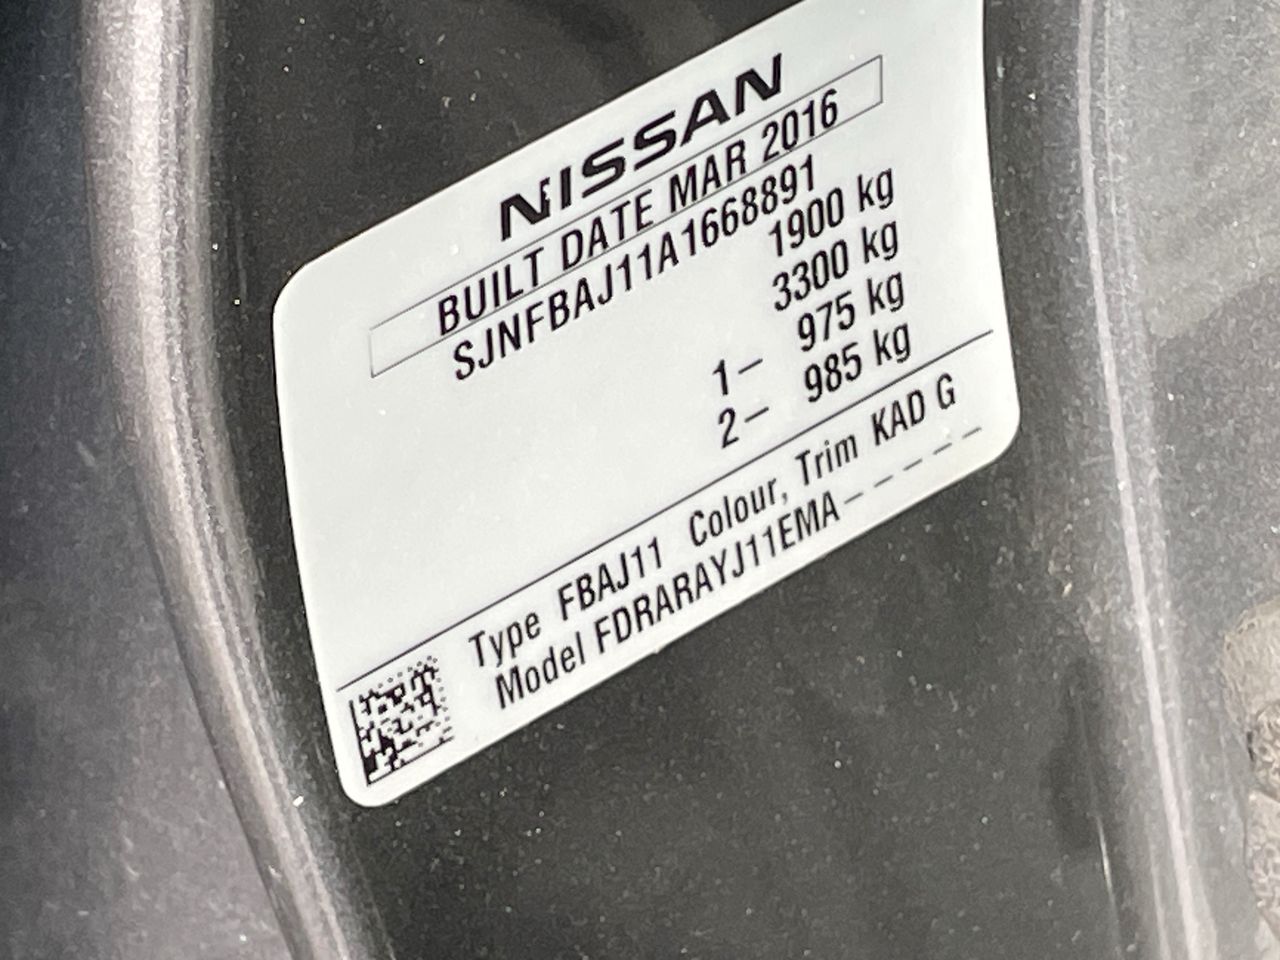 NISSAN
BUILT DATE MAR 2016
SJNFBAJ11A1668891
1900 kg
3300 kg
1– 975 kg
2– 985 kg
Type FBAJ11 Colour, Trim KAD G
Model FDRARAYJ11EMA-----